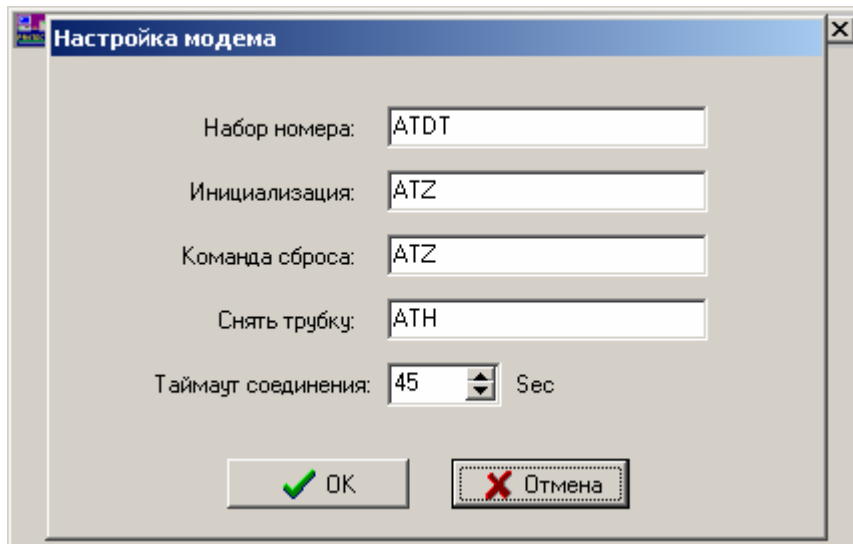 Настройка модема
Набор номера: ATDT
Инициализация: ATZ
Команда сброса: ATZ
Снять трубку: ATH
Таймаут соединения: 45 Sec
OK Отмена